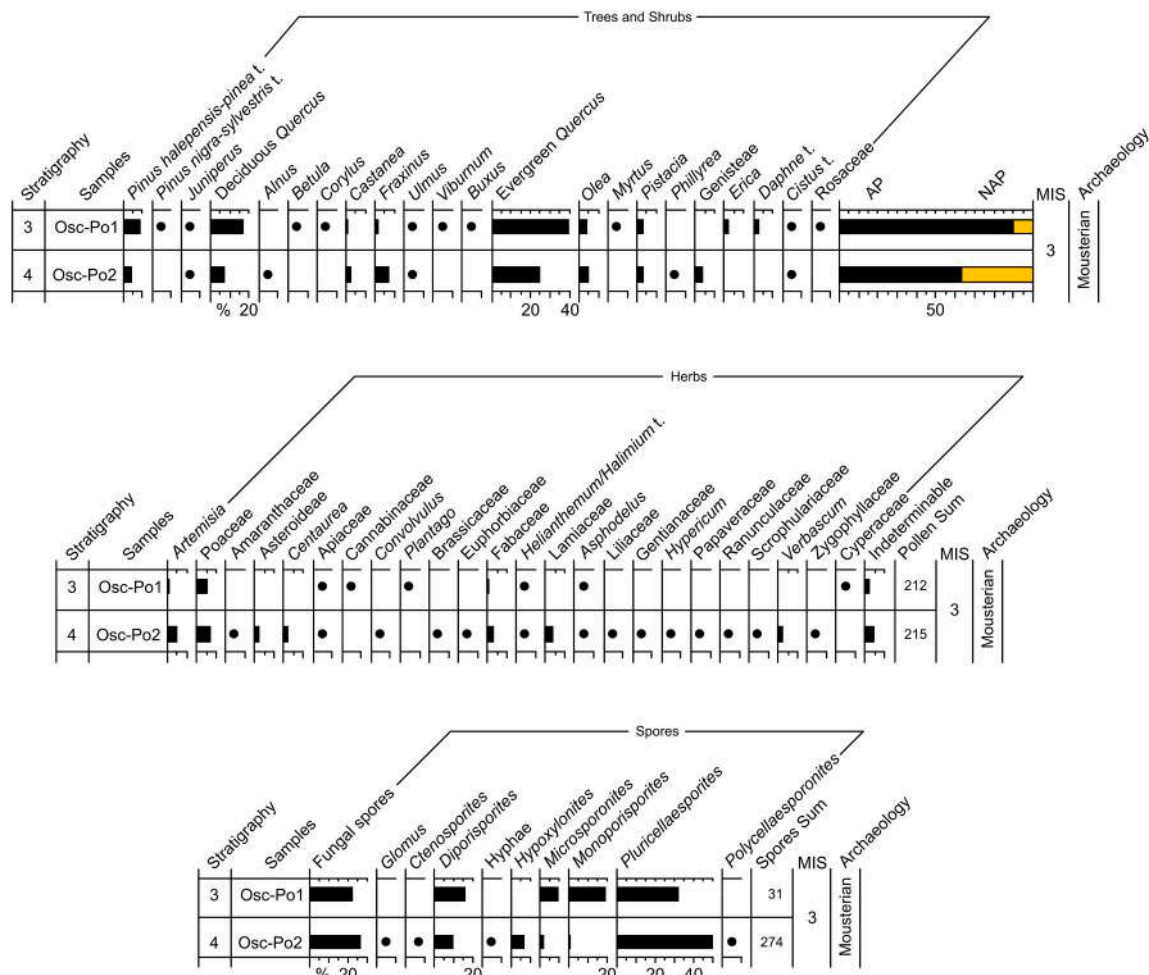 Trees and Shrubs
Stratigraphy
Samples
Pinus halepensis-pinea t.
Pinus nigra-sylvestris t.
Juniperus
Deciduous Quercus
Alnus
Betula
Corylus
Castanea
Fraxinus
Ulmus
Viburnum
Buxus
Evergreen Quercus
Olea
Myrtus
Pistacia
Phillyrea
Genisteae
Erica
Daphne t.
Cistus t.
Rosaceae
AP
NAP
MIS
Archaeology
3 Osc-Po1
4 Osc-Po2
3
Mousterian
% 20 20 40 50
Herbs
Stratigraphy
Samples
Artemisia
Poaceae
Amaranthaceae
Asteroideae
Centaurea
Apiaceae
Cannabinaceae
Convolvulus
Plantago
Brassicaceae
Euphorbiaceae
Fabaceae
Helianthemum/Halimium t.
Lamiaceae
Asphodelus
Liliaceae
Gentianaceae
Hypericum
Papaveraceae
Ranunculaceae
Scrophulariaceae
Verbascum
Zygophyllaceae
Cyperaceae
Indeterminable
Pollen Sum
MIS
Archaeology
3 Osc-Po1 212
4 Osc-Po2 215
3
Mousterian
Spores
Stratigraphy
Samples
Fungal spores
Glomus
Ctenosporites
Diporisporites
Hyphae
Hypoxylonites
Microsporonites
Monoporisporites
Pluricellaesporites
Polycellaesporonites
Spores Sum
MIS
Archaeology
3 Osc-Po1 31
4 Osc-Po2 274
3
Mousterian
% 20 20 20 20 40